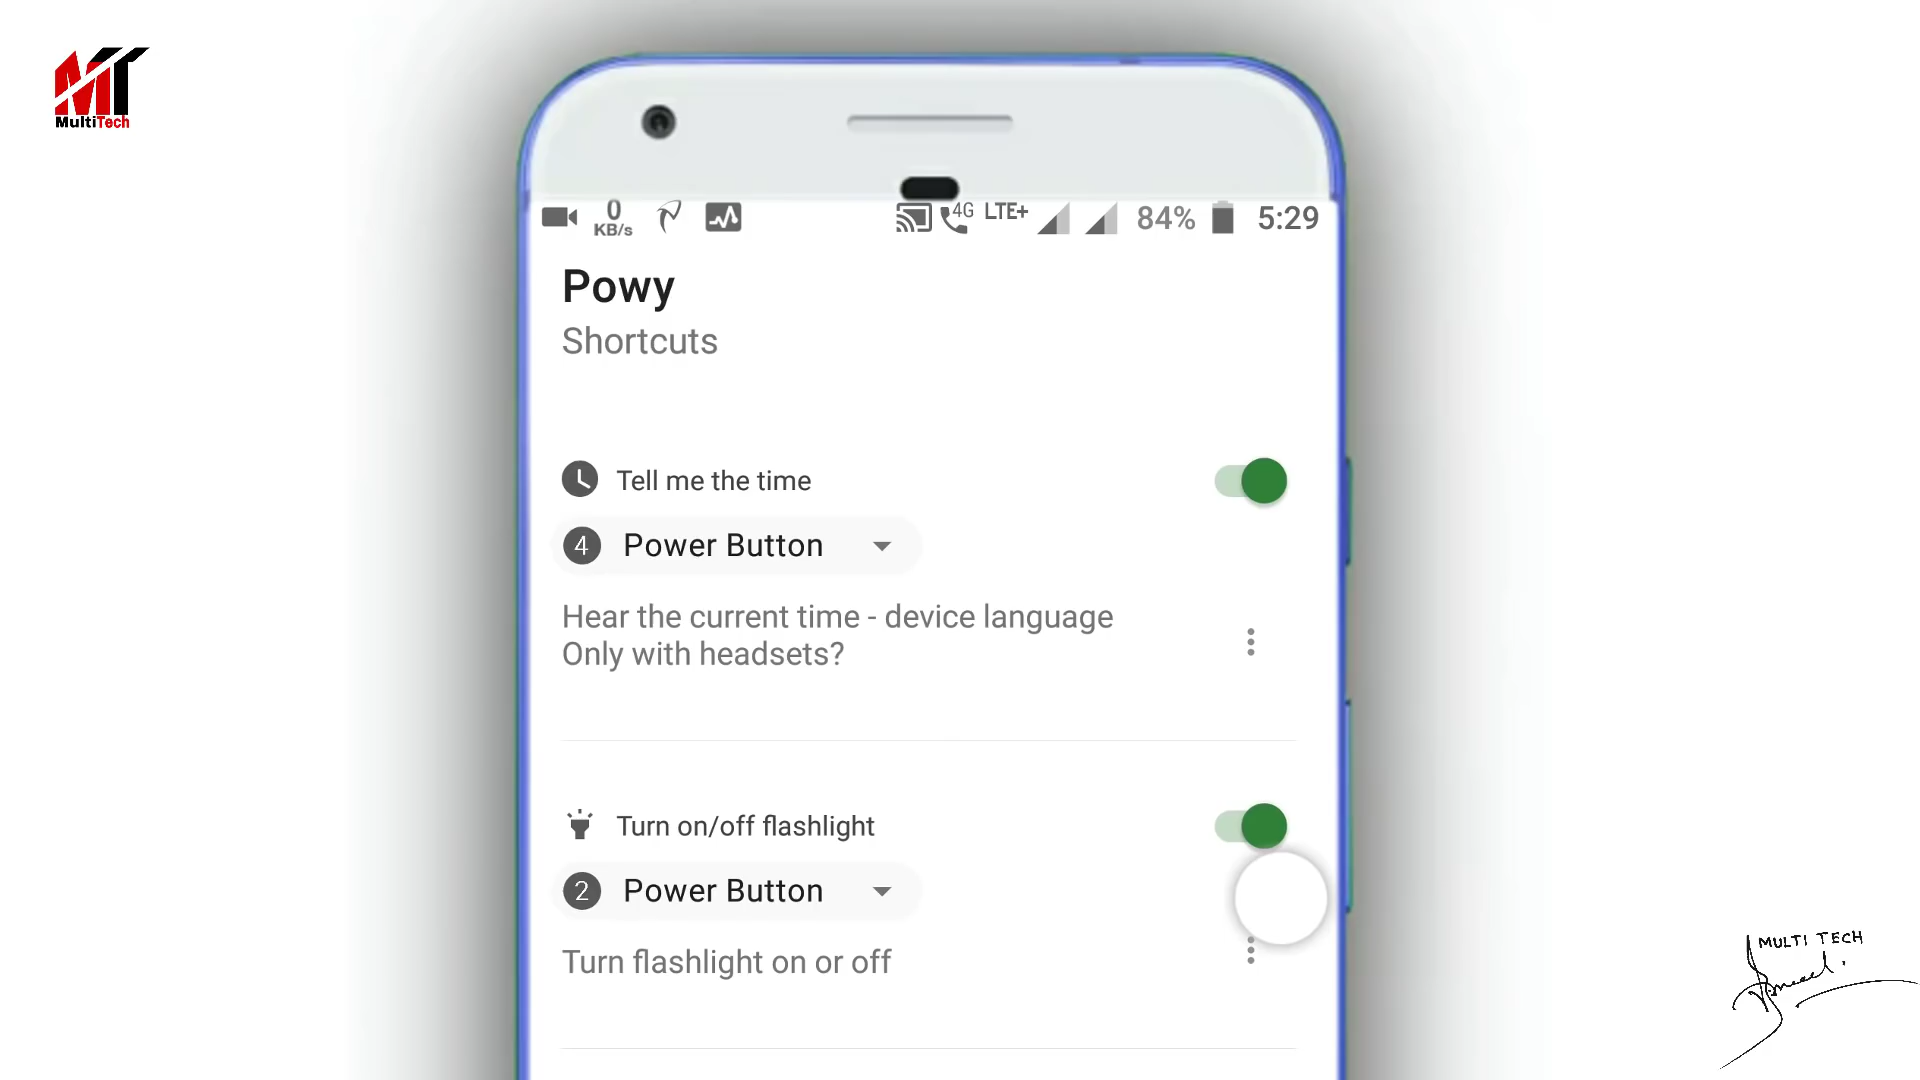 MT
MultiTech
0
KB/s
4G
LTE+
84%
5:29
Powy
Shortcuts
Tell me the time
4 Power Button
Hear the current time - device language
Only with headsets?
Turn on/off flashlight
2 Power Button
Turn flashlight on or off
MULTI TECH